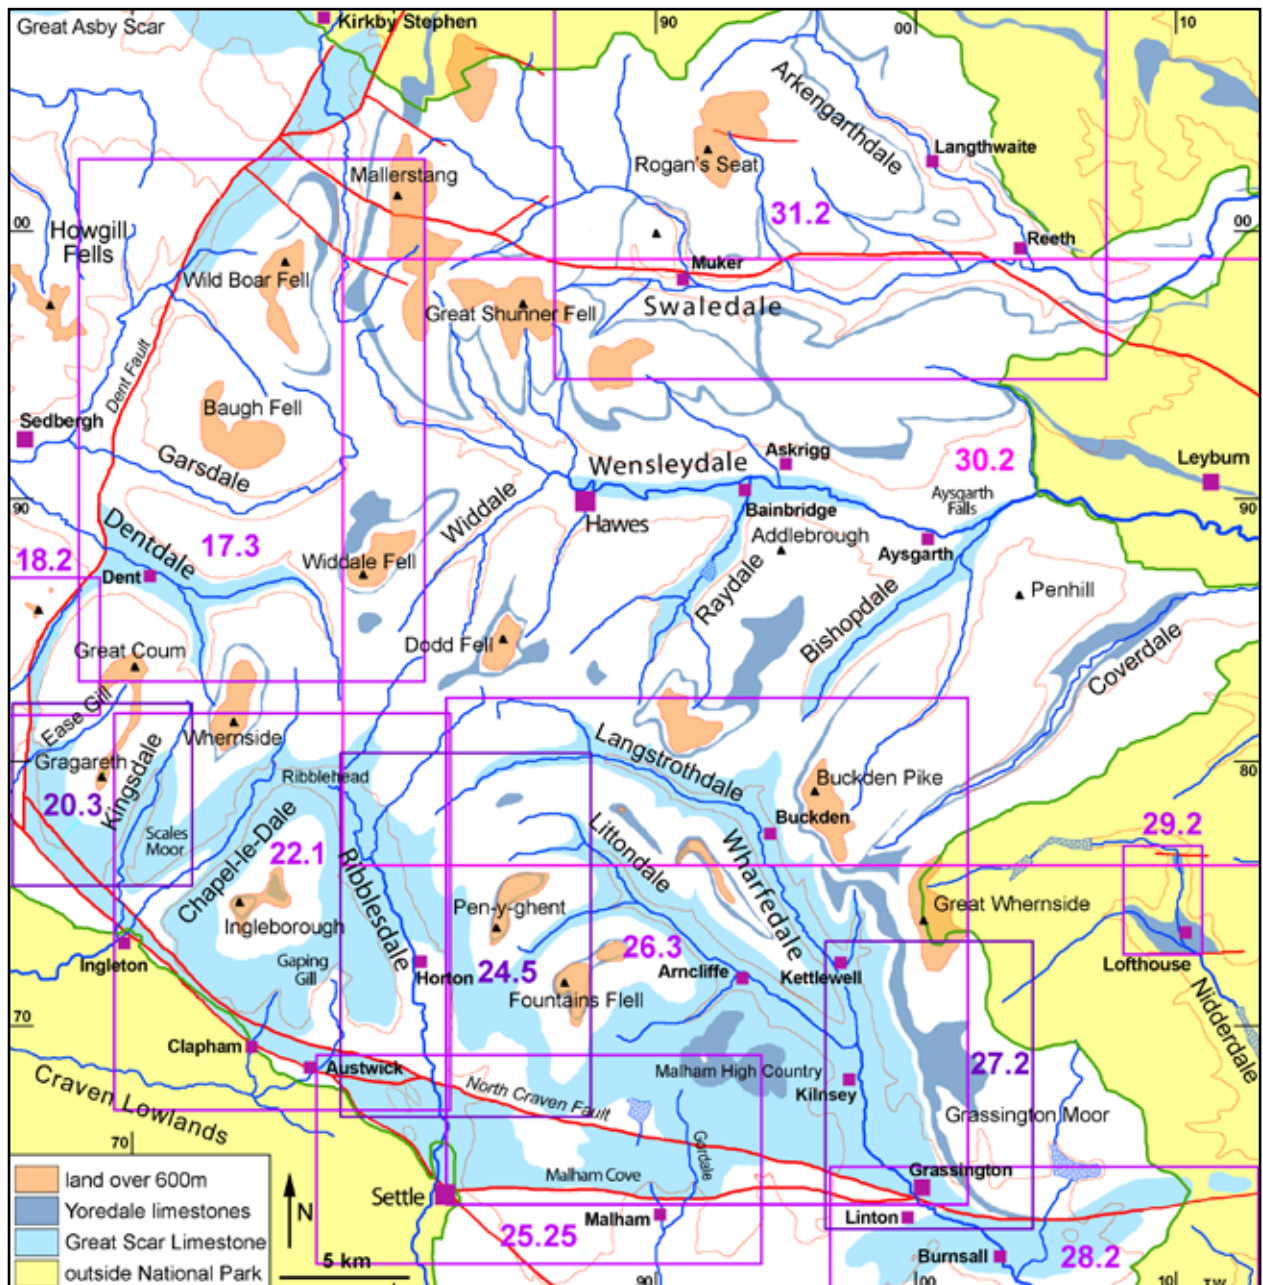 Great Asby Scar
Kirkby Stephen
90
00
10
Arkengarthdale
Langthwaite
Rogan's Seat
Mallerstang
31.2
00
Howgill
Fells
00
Reeth
Muker
Wild Boar Fell
Great Shunner Fell
Swaledale
Dent Fault
Baugh Fell
Sedbergh
Garsdale
Wensleydale
Askrigg
30.2
Leyburn
Widdale
Aysgarth
Falls
90
Hawes
Bainbridge
90
Dentdale
17.3
Addlebrough
Aysgarth
18.2
Widdale Fell
Dent
Raydale
Bishopdale
Penhill
Great Coum
Dodd Fell
Coverdale
Ease Gill
Whernside
Langstrothdale
Gragareth
Kingsdale
Ribblehead
Buckden Pike
80
20.3
Scales
Moor
Chapel-le-Dale
Buckden
29.2
22.1
Littondale
Wharfedale
Ribblesdale
Ingleborough
Pen-y-ghent
Great Whernside
Ingleton
Gaping
Gill
Horton
24.5
26.3
Arncliffe
Kettlewell
Lofthouse
Fountains Flell
Nidderdale
70
Clapham
Austwick
Malham High Country
27.2
Kilnsey
Craven Lowlands
North Craven Fault
Grassington Moor
70
Gordale
Malham Cove
Grassington
land over 600m
Settle
N
Yoredale limestones
Malham
Linton
Great Scar Limestone
25.25
Burnsall
28.2
outside National Park
5 km
90
00
10
TW